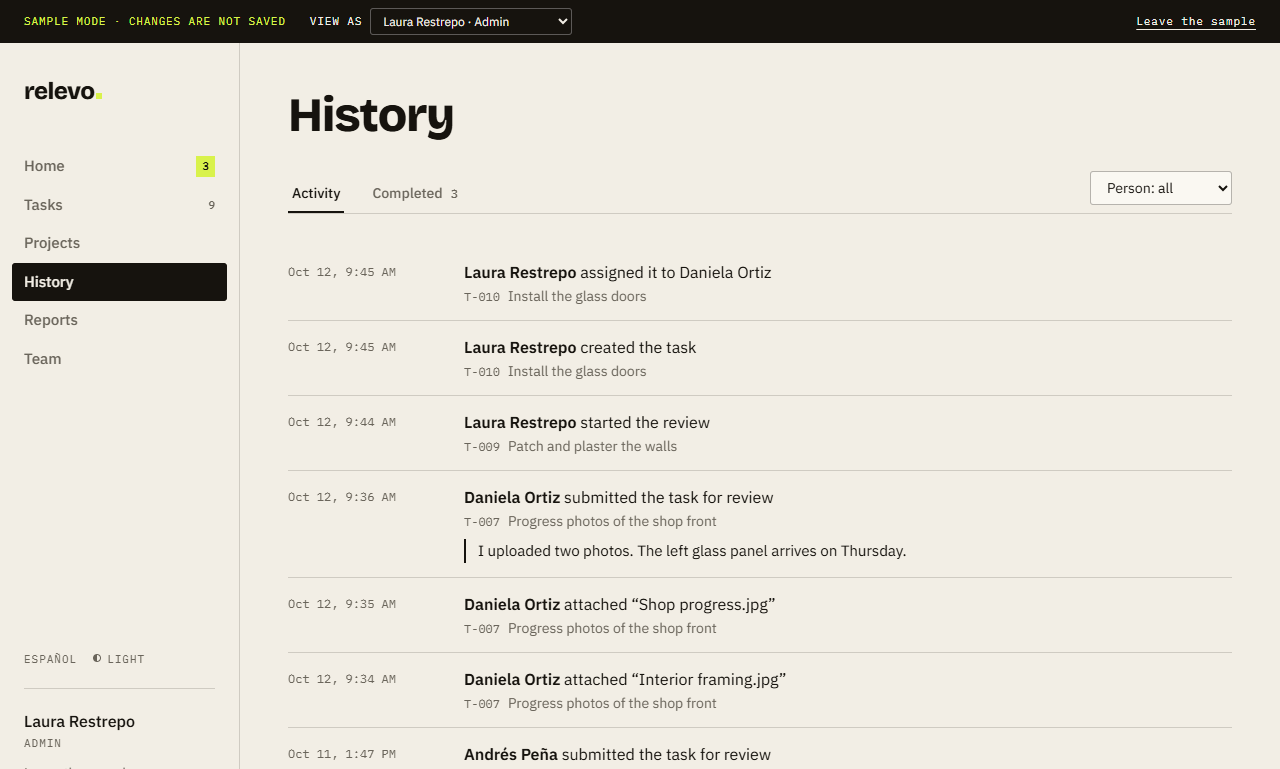 SAMPLE MODE · CHANGES ARE NOT SAVED VIEW AS Laura Restrepo · Admin Leave the sample
relevo.
Home 3
Tasks 9
Projects
History
Reports
Team
ESPAÑOL LIGHT
Laura Restrepo
ADMIN
History
Activity Completed 3 Person: all
Oct 12, 9:45 AM Laura Restrepo assigned it to Daniela Ortiz
T-010 Install the glass doors
Oct 12, 9:45 AM Laura Restrepo created the task
T-010 Install the glass doors
Oct 12, 9:44 AM Laura Restrepo started the review
T-009 Patch and plaster the walls
Oct 12, 9:36 AM Daniela Ortiz submitted the task for review
T-007 Progress photos of the shop front
I uploaded two photos. The left glass panel arrives on Thursday.
Oct 12, 9:35 AM Daniela Ortiz attached “Shop progress.jpg”
T-007 Progress photos of the shop front
Oct 12, 9:34 AM Daniela Ortiz attached “Interior framing.jpg”
T-007 Progress photos of the shop front
Oct 11, 1:47 PM Andrés Peña submitted the task for review